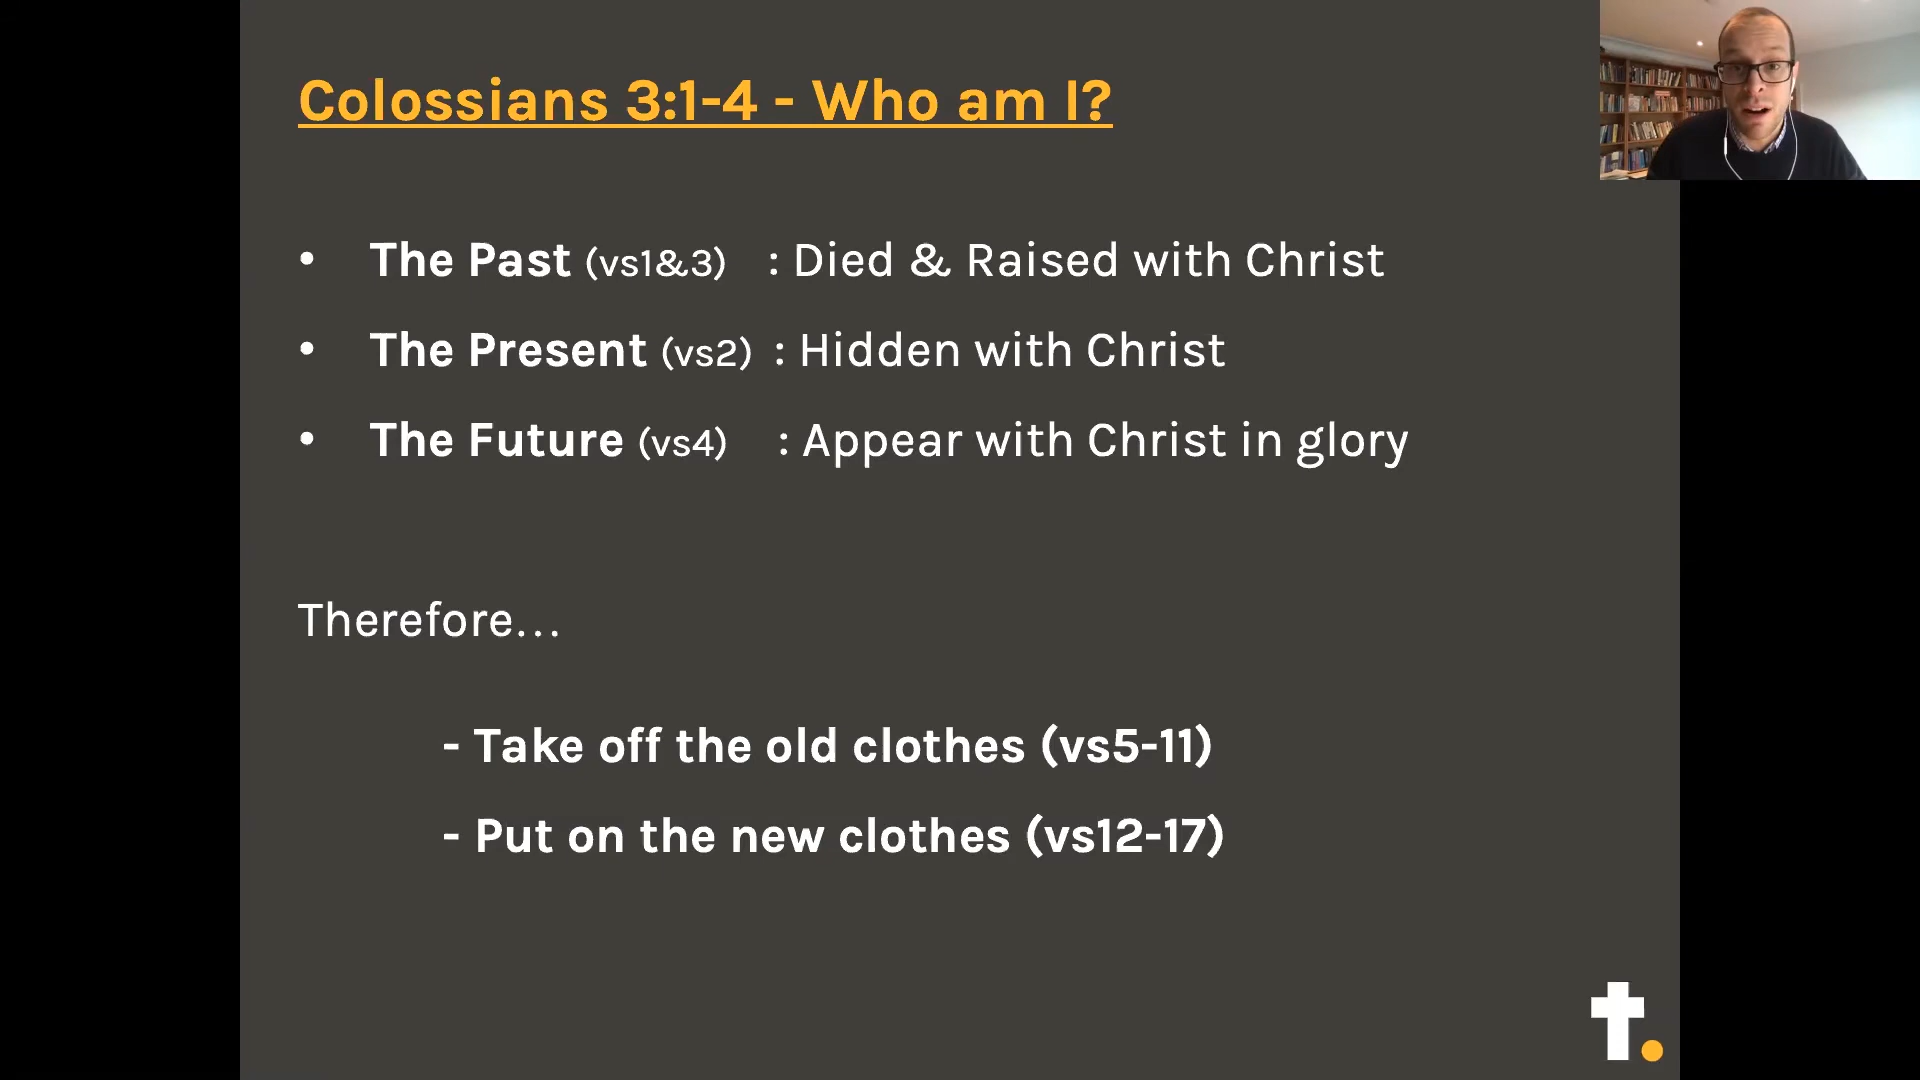 Colossians 3:1-4 - Who am I?
• The Past (vs1&3) : Died & Raised with Christ
• The Present (vs2) : Hidden with Christ
• The Future (vs4) : Appear with Christ in glory
Therefore…
- Take off the old clothes (vs5-11)
- Put on the new clothes (vs12-17)
t.